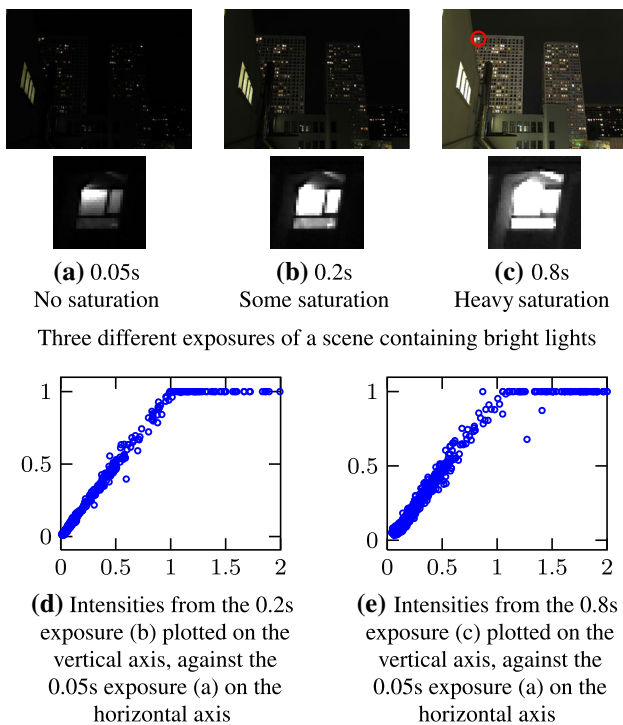 (a) 0.05s
No saturation
(b) 0.2s
Some saturation
(c) 0.8s
Heavy saturation
Three different exposures of a scene containing bright lights
1
0.5
0
0 0.5 1 1.5 2
(d) Intensities from the 0.2s
exposure (b) plotted on the
vertical axis, against the
0.05s exposure (a) on the
horizontal axis
1
0.5
0
0 0.5 1 1.5 2
(e) Intensities from the 0.8s
exposure (c) plotted on the
vertical axis, against the
0.05s exposure (a) on the
horizontal axis